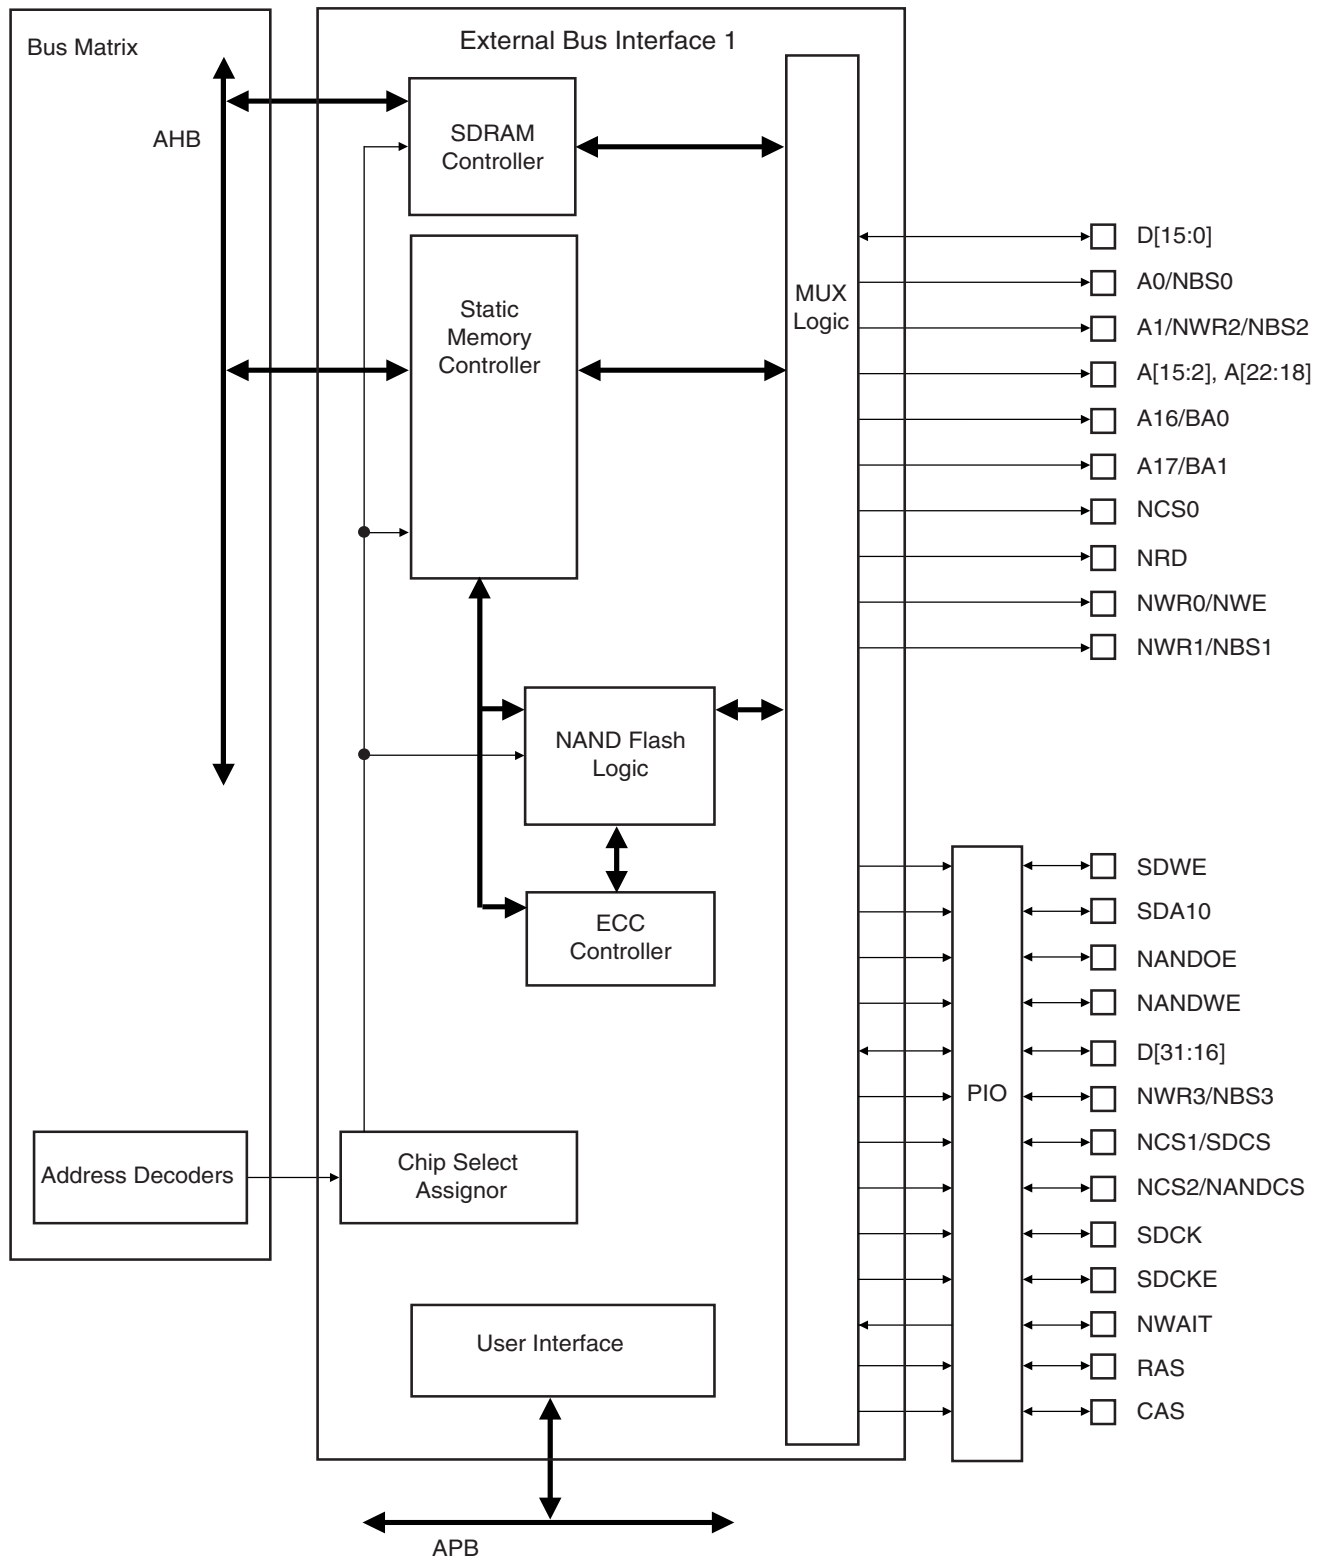 Bus Matrix
External Bus Interface 1
AHB
SDRAM
Controller
Static
Memory
Controller
MUX
Logic
NAND Flash
Logic
ECC
Controller
Address Decoders
Chip Select
Assignor
User Interface
APB
PIO
D[15:0]
A0/NBS0
A1/NWR2/NBS2
A[15:2], A[22:18]
A16/BA0
A17/BA1
NCS0
NRD
NWR0/NWE
NWR1/NBS1
SDWE
SDA10
NANDOE
NANDWE
D[31:16]
NWR3/NBS3
NCS1/SDCS
NCS2/NANDCS
SDCK
SDCKE
NWAIT
RAS
CAS